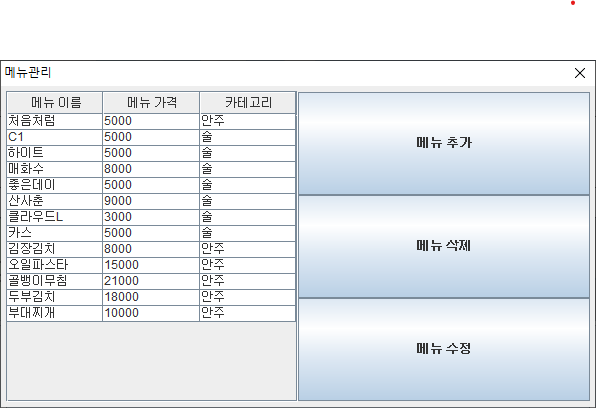 메뉴관리
메뉴 이름 메뉴 가격 카테고리
처음처럼 5000 안주
C1 5000 술
하이트 5000 술
매화수 8000 술
좋은데이 5000 술
산사춘 9000 술
클라우드L 3000 술
카스 5000 술
김장김치 8000 안주
오일파스타 15000 안주
골뱅이무침 21000 안주
두부김치 18000 안주
부대찌개 10000 안주
메뉴 추가
메뉴 삭제
메뉴 수정